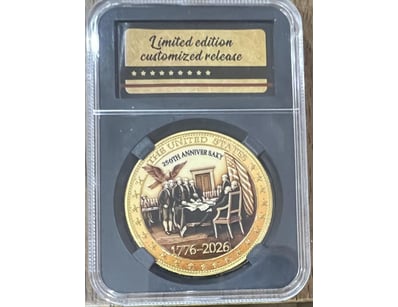 Limited edition
customized release
THE UNITED STATES
250TH ANNIVERSARY
1776-2026